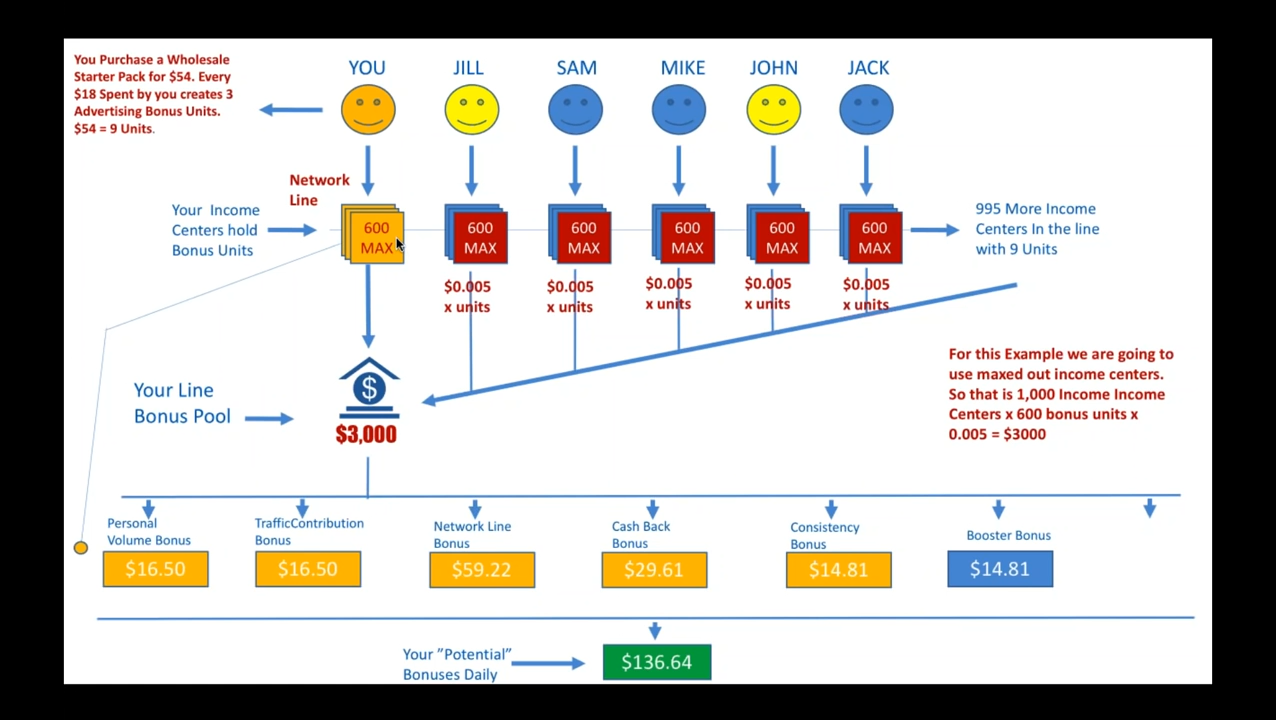 You Purchase a Wholesale
Starter Pack for $54. Every
$18 Spent by you creates 3
Advertising Bonus Units.
$54 = 9 Units.
YOU
JILL
SAM
MIKE
JOHN
JACK
Network
Line
Your Income
Centers hold
Bonus Units
600
MAX
600
MAX
600
MAX
600
MAX
600
MAX
600
MAX
995 More Income
Centers In the line
with 9 Units
$0.005
x units
$0.005
x units
$0.005
x units
$0.005
x units
$0.005
x units
For this Example we are going to
use maxed out income centers.
So that is 1,000 Income Income
Centers x 600 bonus units x
0.005 = $3000
Your Line
Bonus Pool
$
$3,000
Personal
Volume Bonus
$16.50
TrafficContribution
Bonus
$16.50
Network Line
Bonus
$59.22
Cash Back
Bonus
$29.61
Consistency
Bonus
$14.81
Booster Bonus
$14.81
Your "Potential"
Bonuses Daily
$136.64